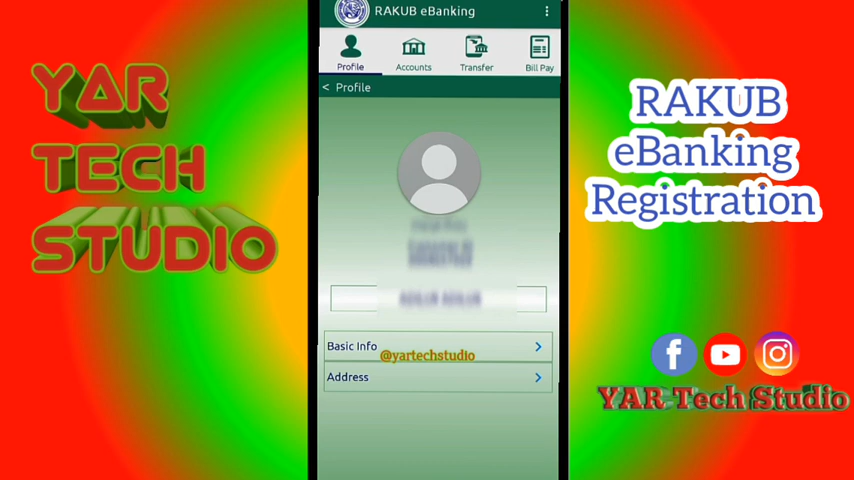 YAR
TECH
STUDIO
RAKUB eBanking
Profile
Accounts
Transfer
Bill Pay
< Profile
Basic Info
@yartechstudio
Address
RAKUB
eBanking
Registration
YAR Tech Studio